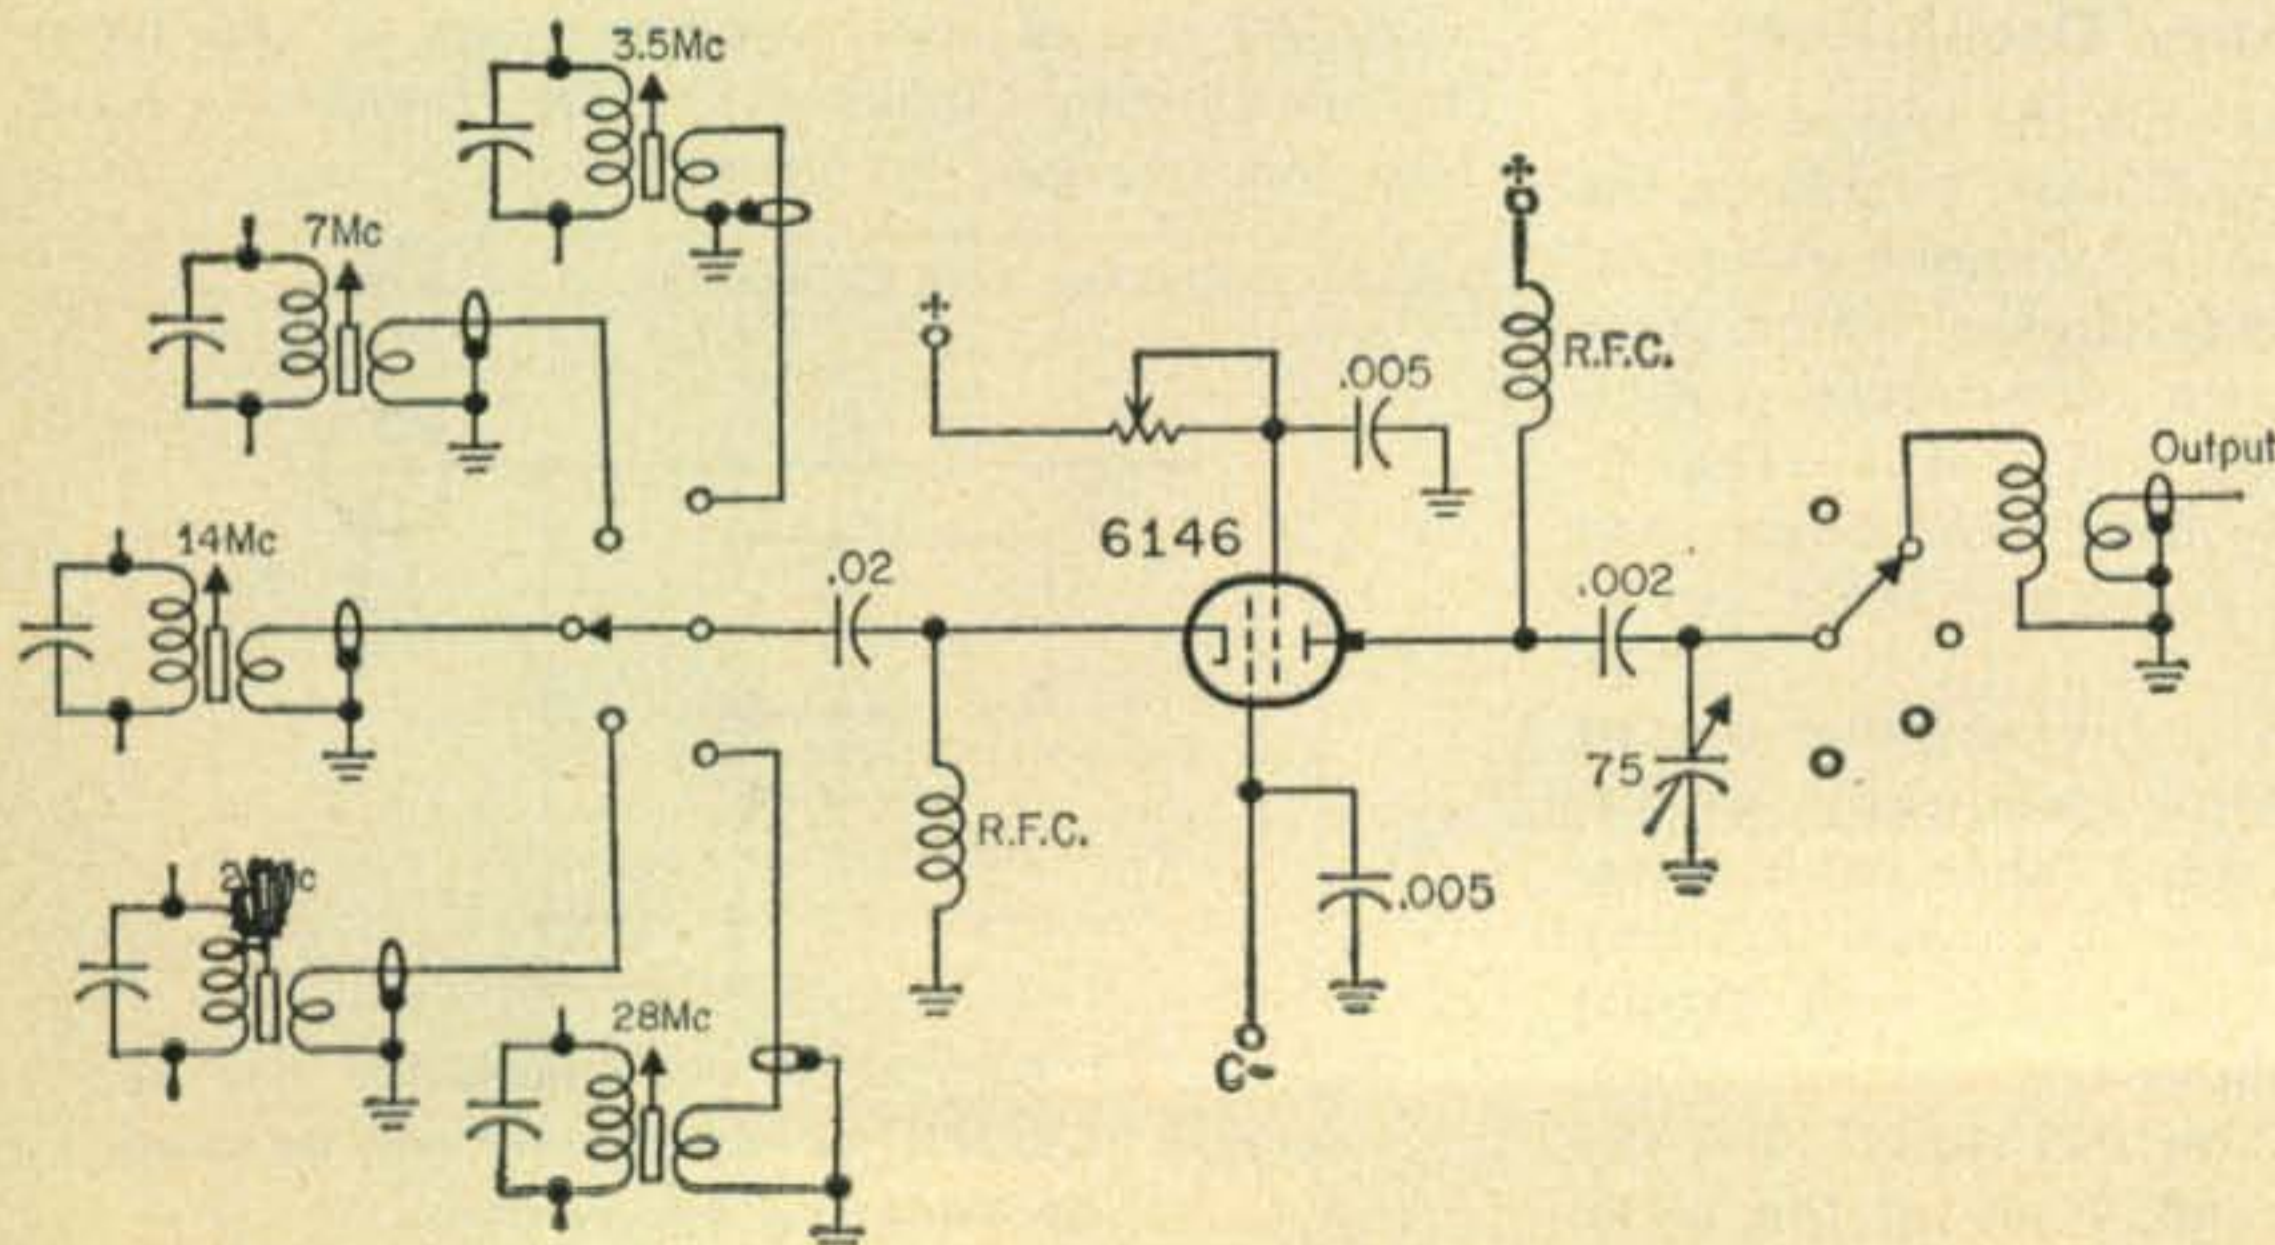 3.5Mc
7Mc
14Mc
28Mc
.02
R.F.C.
+
.005
6146
+
R.F.C.
.002
75
.005
C-
Output